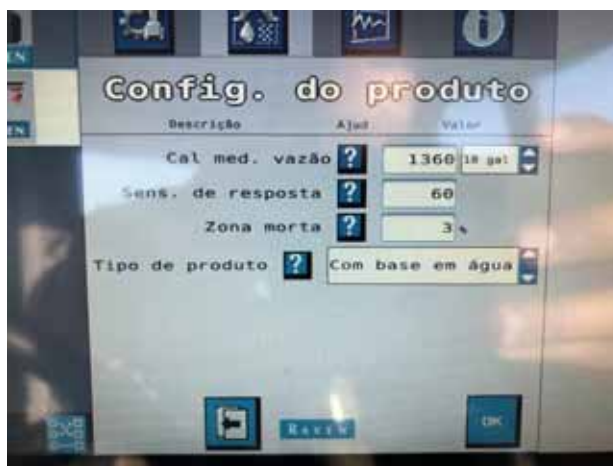 Config. do produto
Descrição Ajud Valor
Cal med. vazão ? 1360 10 gal
Sens. de resposta ? 60
Zona morta ? 3 %
Tipo de produto ? Com base em água
RAVEN OK